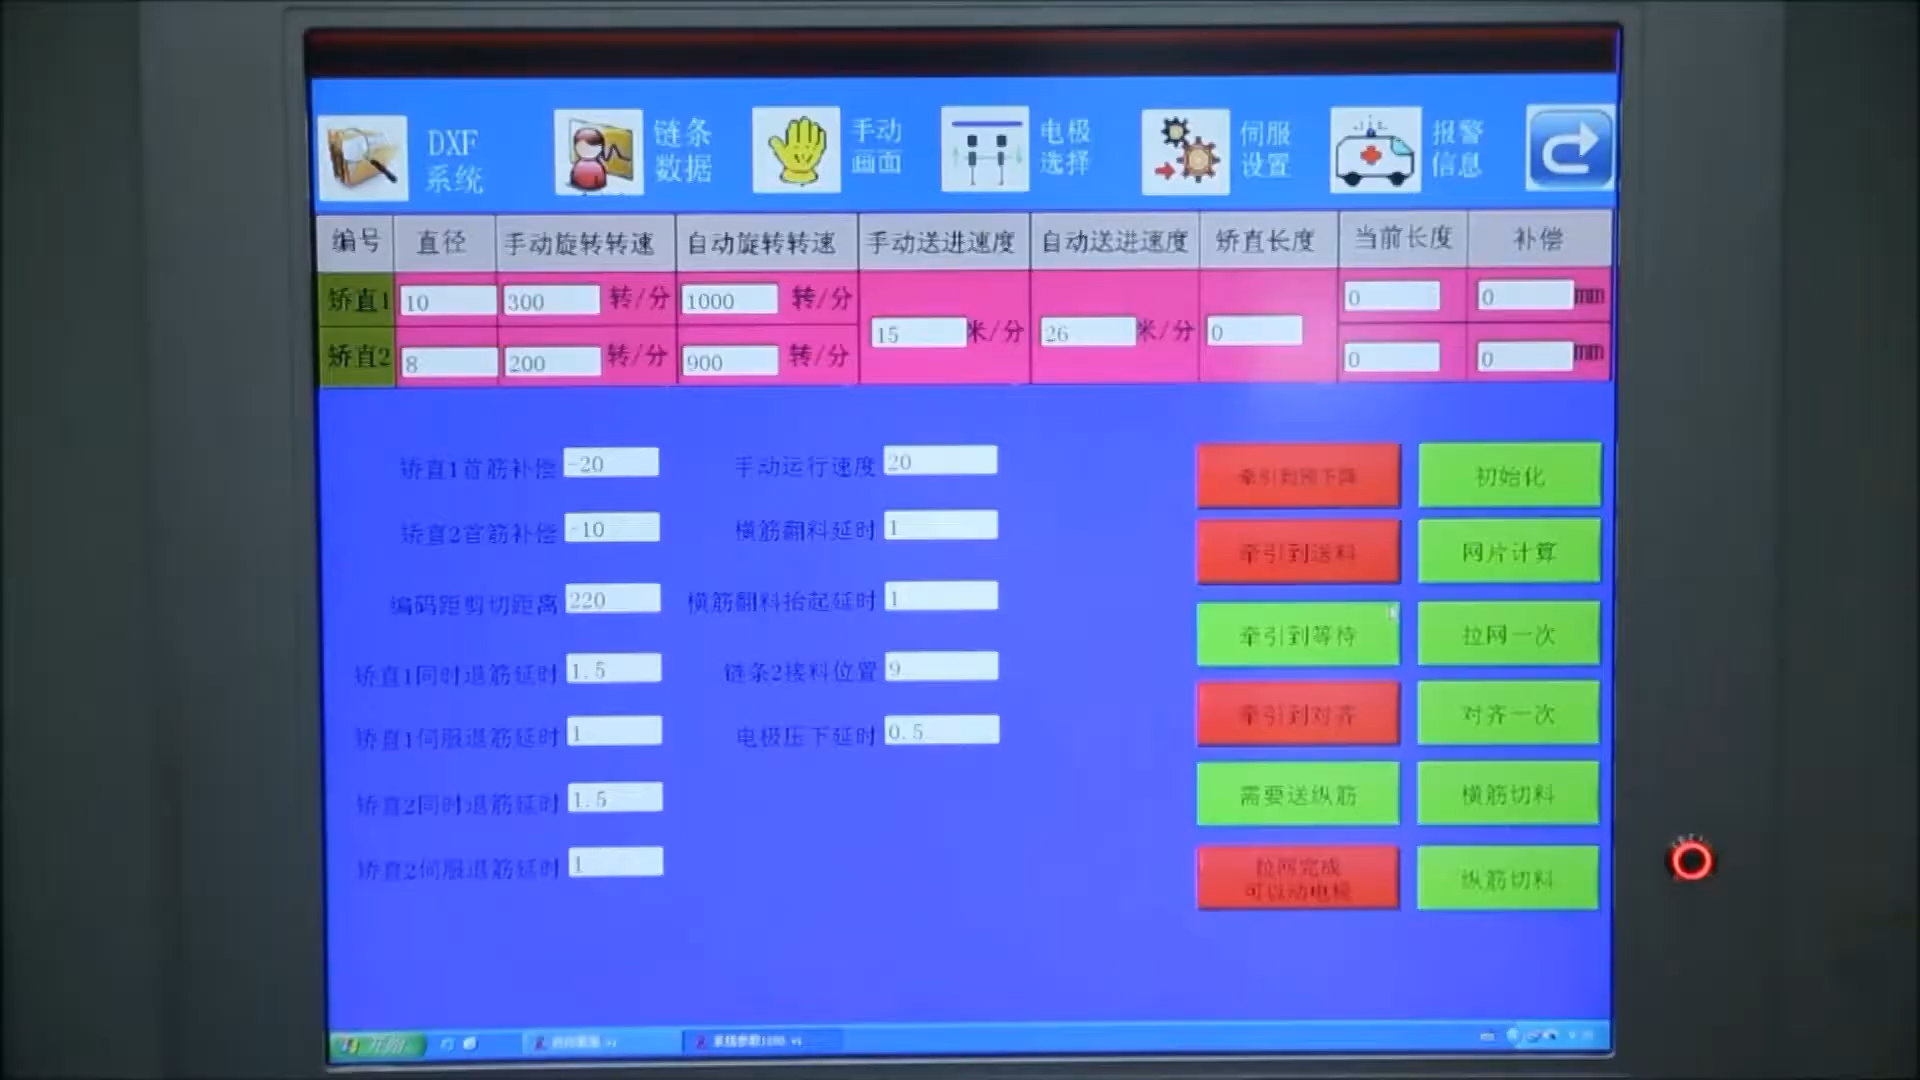 DXF
系统
链条
数据
手动
画面
电极
选择
伺服
设置
报警
信息
编号 直径 手动旋转转速 自动旋转转速 手动送进速度 自动送进速度 矫直长度 当前长度 补偿
矫直1 10 300 转/分 1000 转/分 15 米/分 26 米/分 0 0 0 mm
矫直2 8 200 转/分 900 转/分 0 0 mm
矫直1首筋补偿 -20
矫直2首筋补偿 -10
编码距剪切距离 220
矫直1同时退筋延时 1.5
矫直1伺服退筋延时 1
矫直2同时退筋延时 1.5
矫直2伺服退筋延时 1
手动运行速度 20
横筋翻料延时 1
横筋翻料抬起延时 1
链条2接料位置 9
电极压下延时 0.5
牵引到预下降 初始化
牵引到送料 网片计算
牵引到等待 拉网一次
牵引到对齐 对齐一次
需要送纵筋 横筋切料
拉网完成
可以动电极
纵筋切料
开始